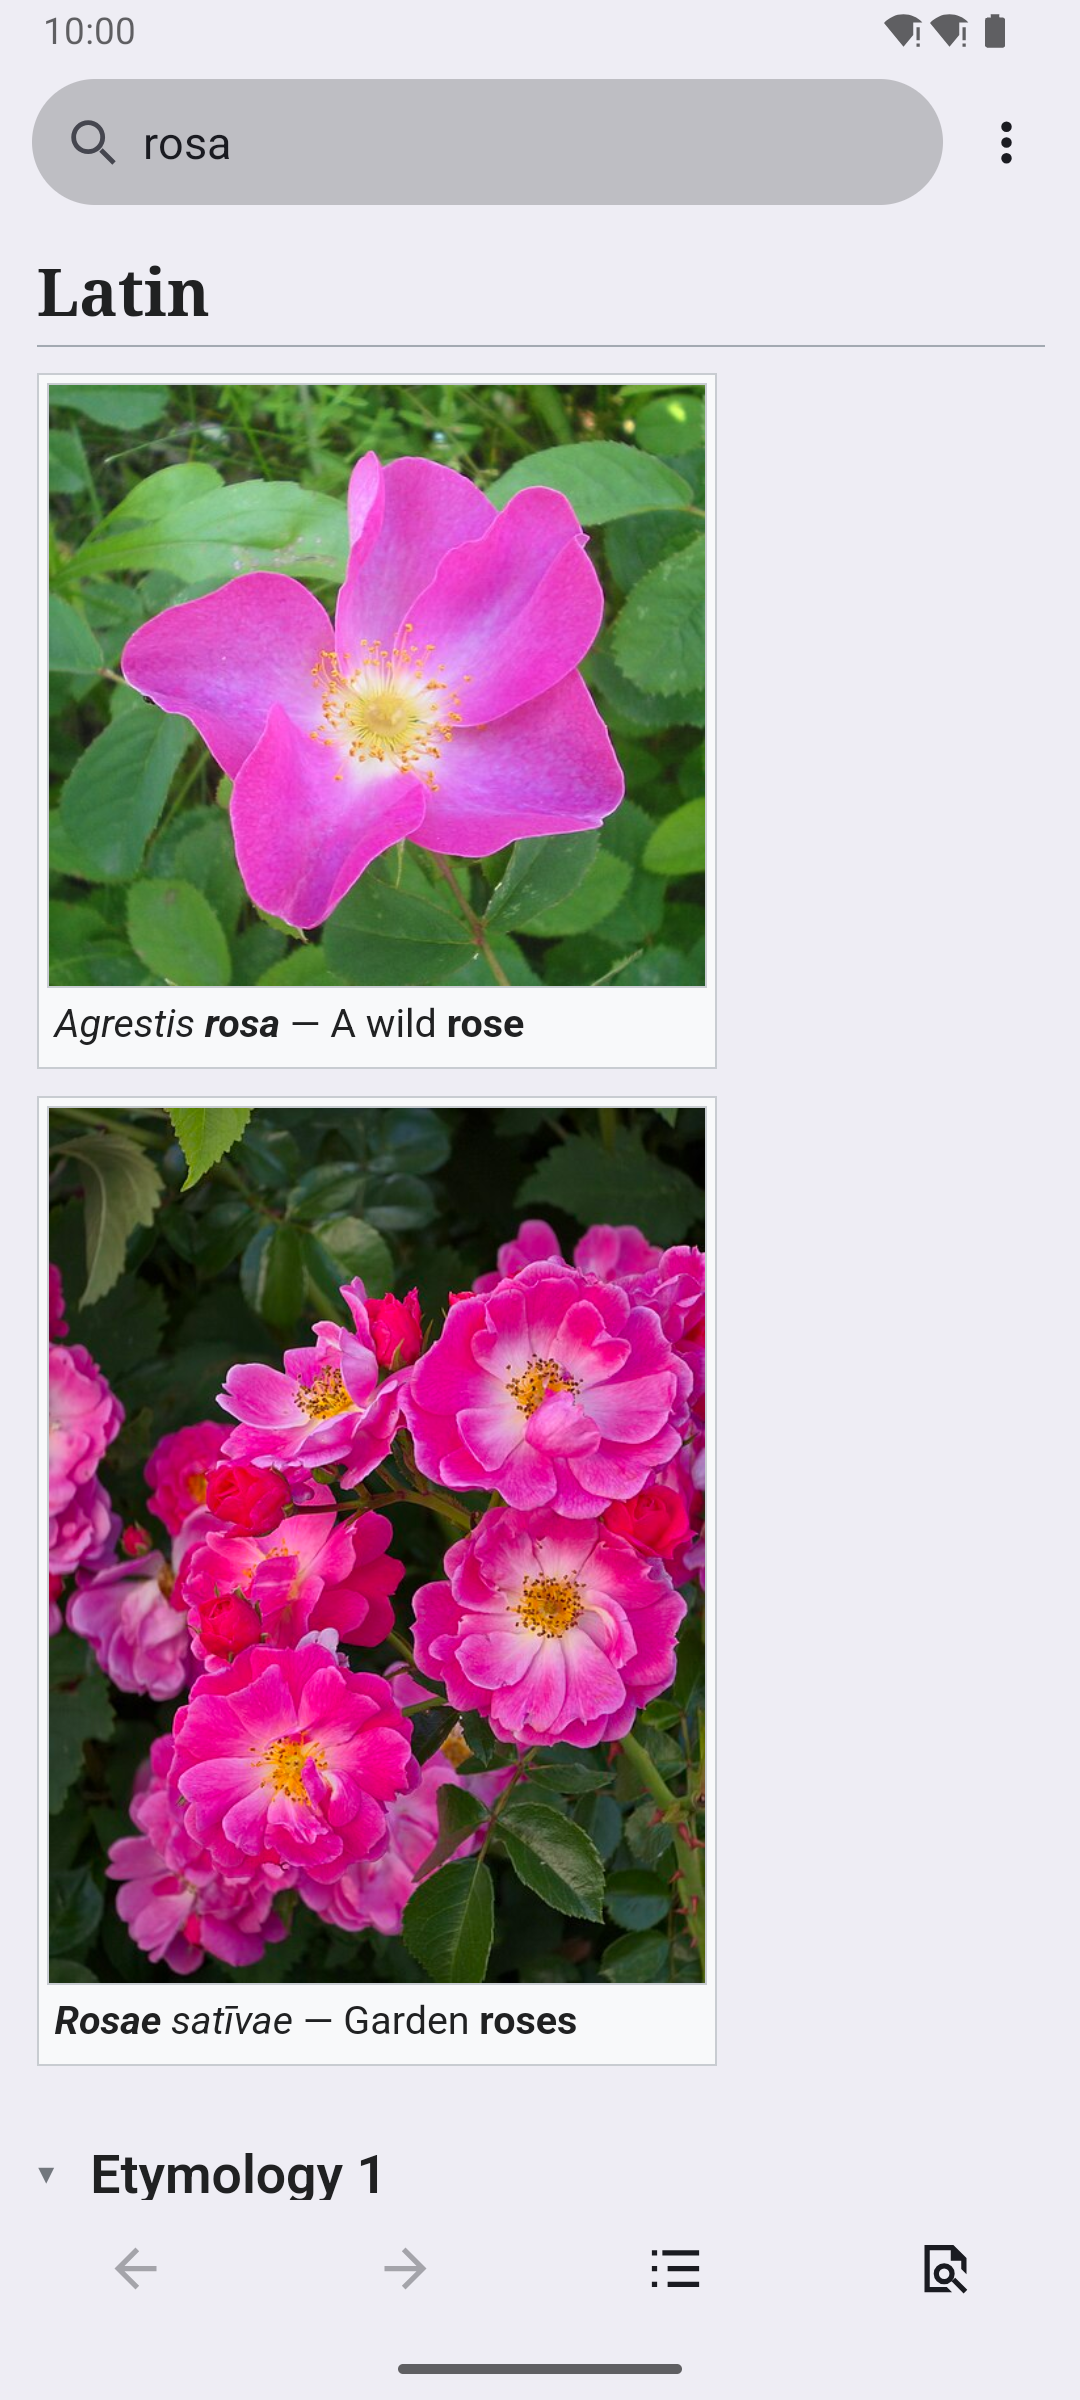 10:00
rosa
Latin
Agrestis rosa — A wild rose
Rosae satīvae — Garden roses
Etymology 1